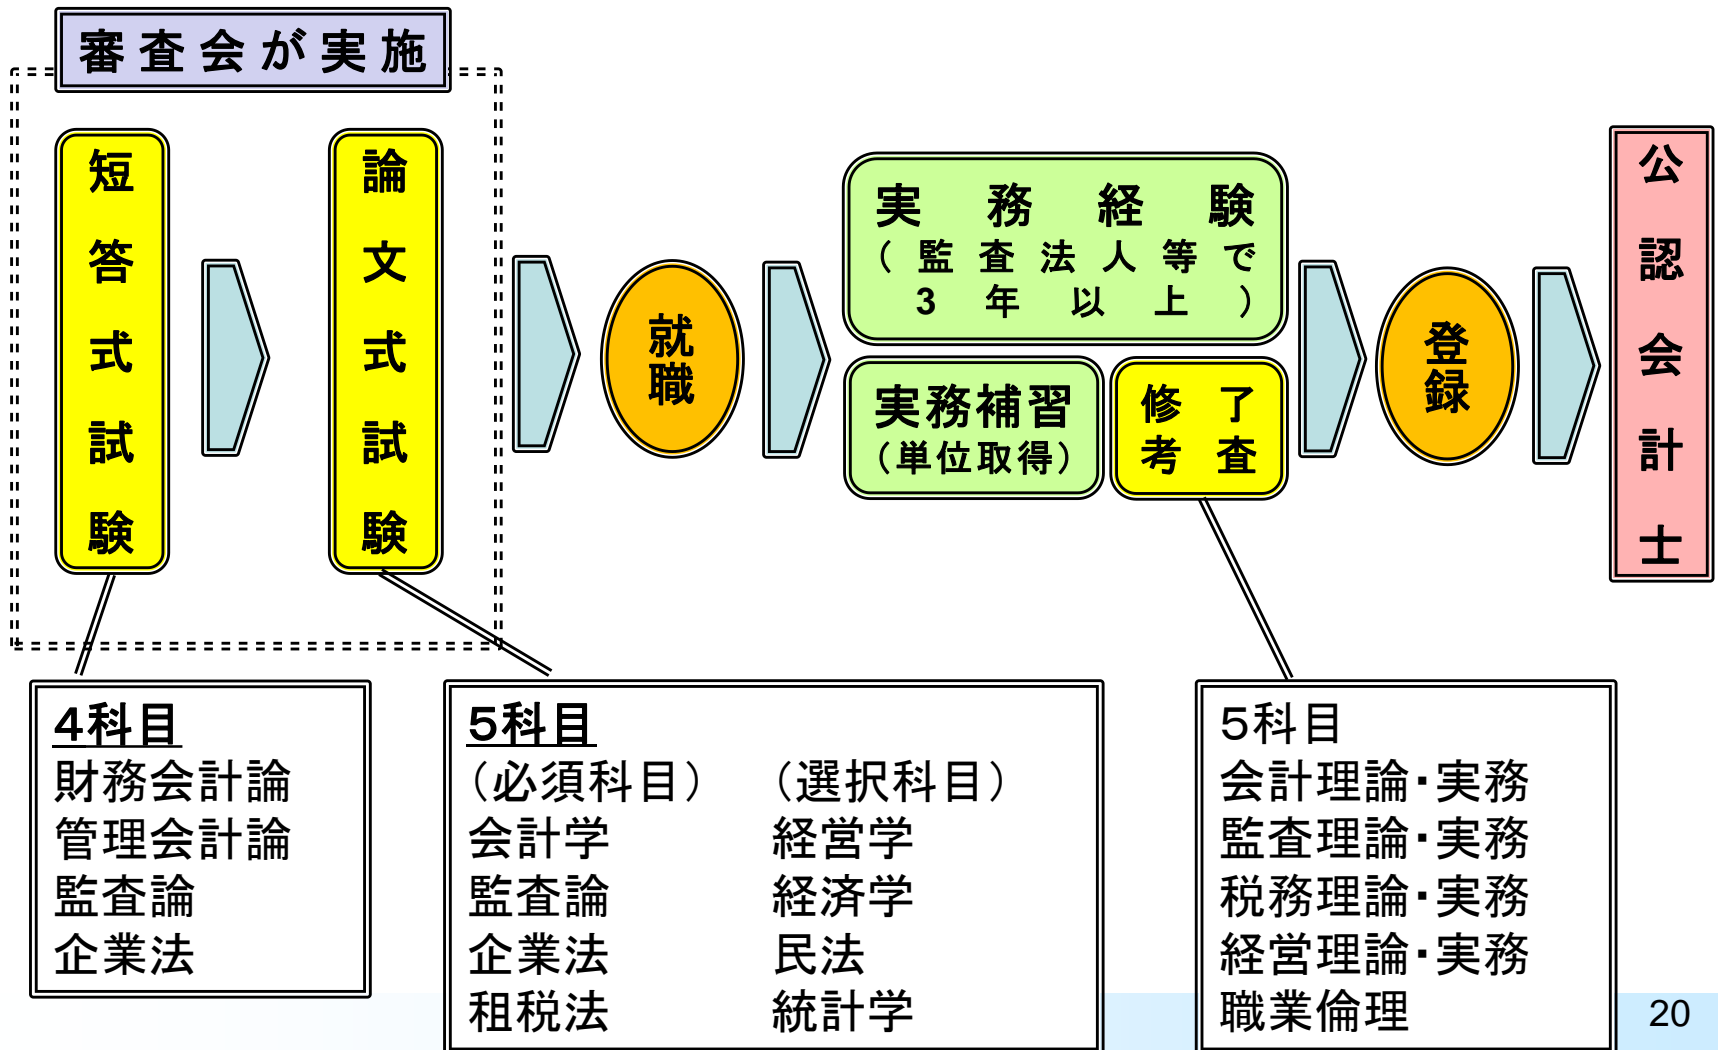 審査会が実施
短答式試験
論文式試験
就職
実務経験
（監査法人等で
3年以上）
実務補習
（単位取得）
修了
考査
登録
公認会計士
４科目
財務会計論
管理会計論
監査論
企業法
５科目
（必須科目）　（選択科目）
会計学　経営学
監査論　経済学
企業法　民法
租税法　統計学
５科目
会計理論・実務
監査理論・実務
税務理論・実務
経営理論・実務
職業倫理
20